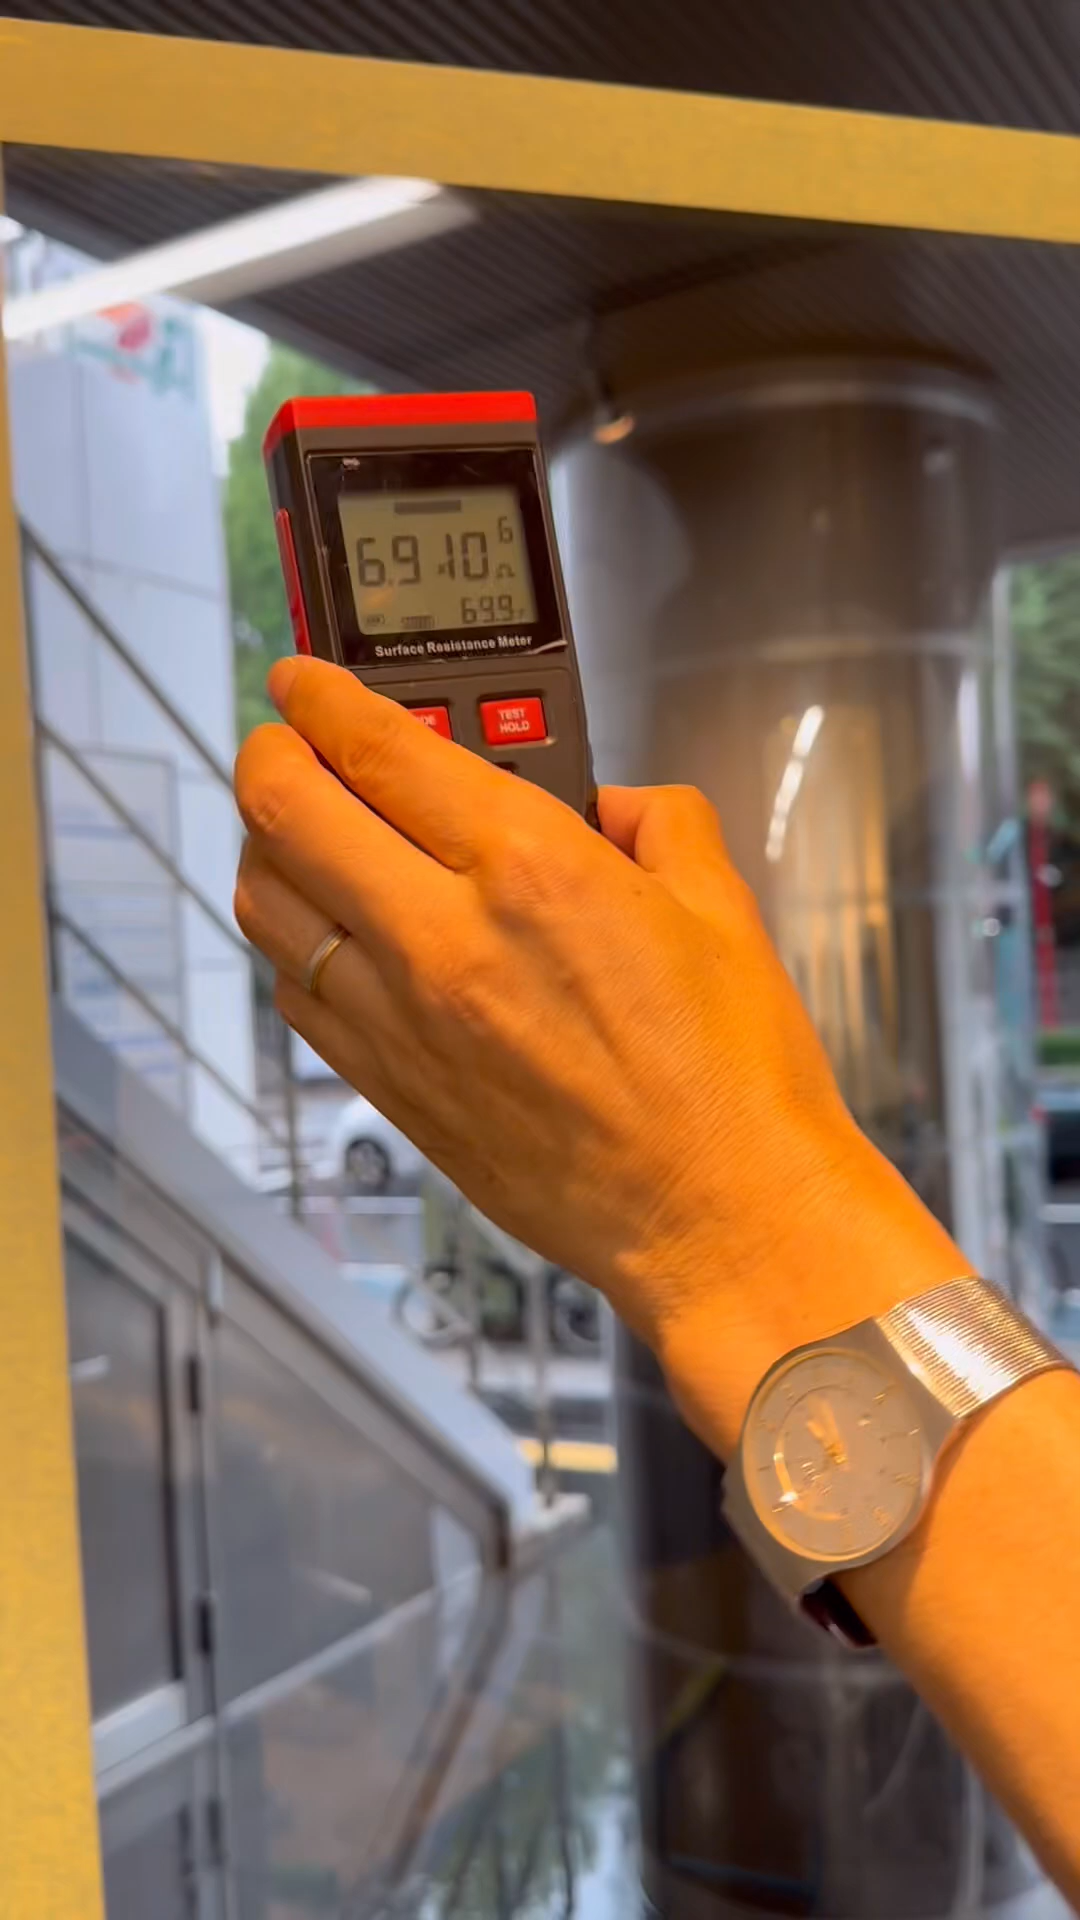 6.9 ×10 6
Ω
69.9
Surface Resistance Meter
TEST
HOLD